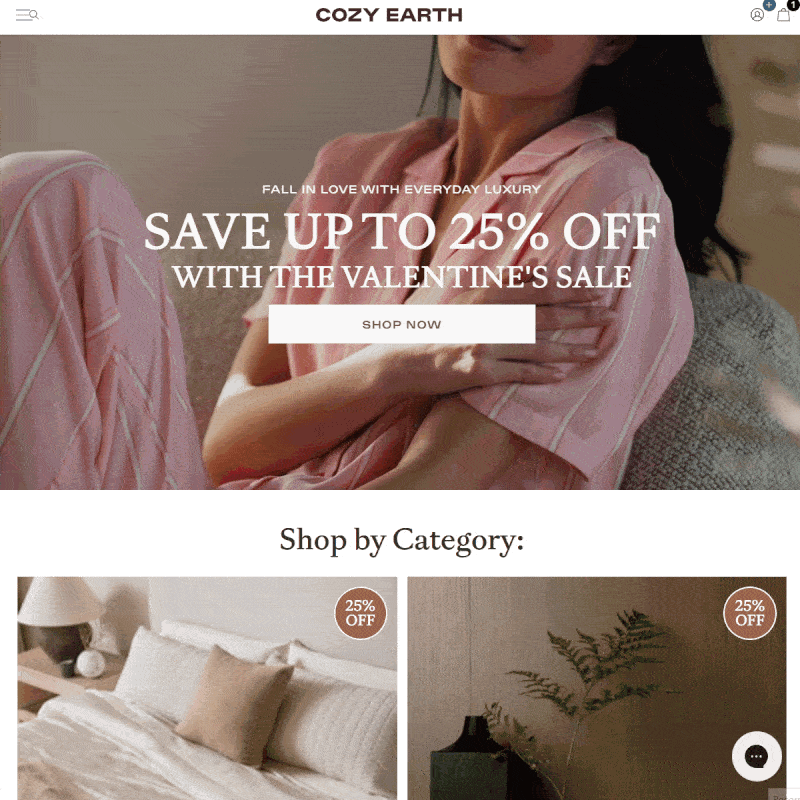 COZY EARTH
+
1
FALL IN LOVE WITH EVERYDAY LUXURY
SAVE UP TO 25% OFF
WITH THE VALENTINE'S SALE
SHOP NOW
Shop by Category:
25%
OFF
25%
OFF